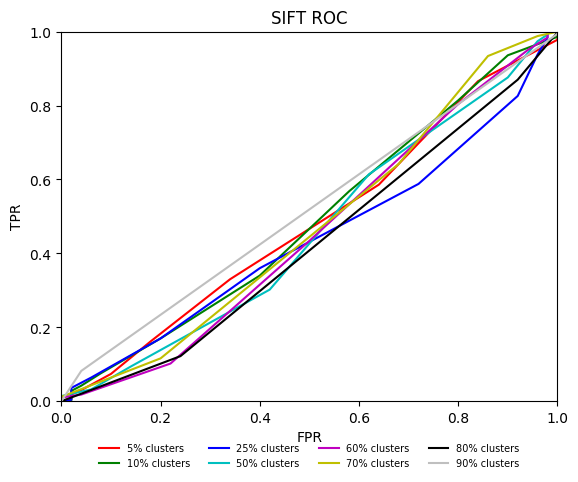 SIFT ROC
1.0
0.8
0.6
0.4
0.2
0.0
TPR
0.0 0.2 0.4 0.6 0.8 1.0
FPR
5% clusters 25% clusters 60% clusters 80% clusters
10% clusters 50% clusters 70% clusters 90% clusters